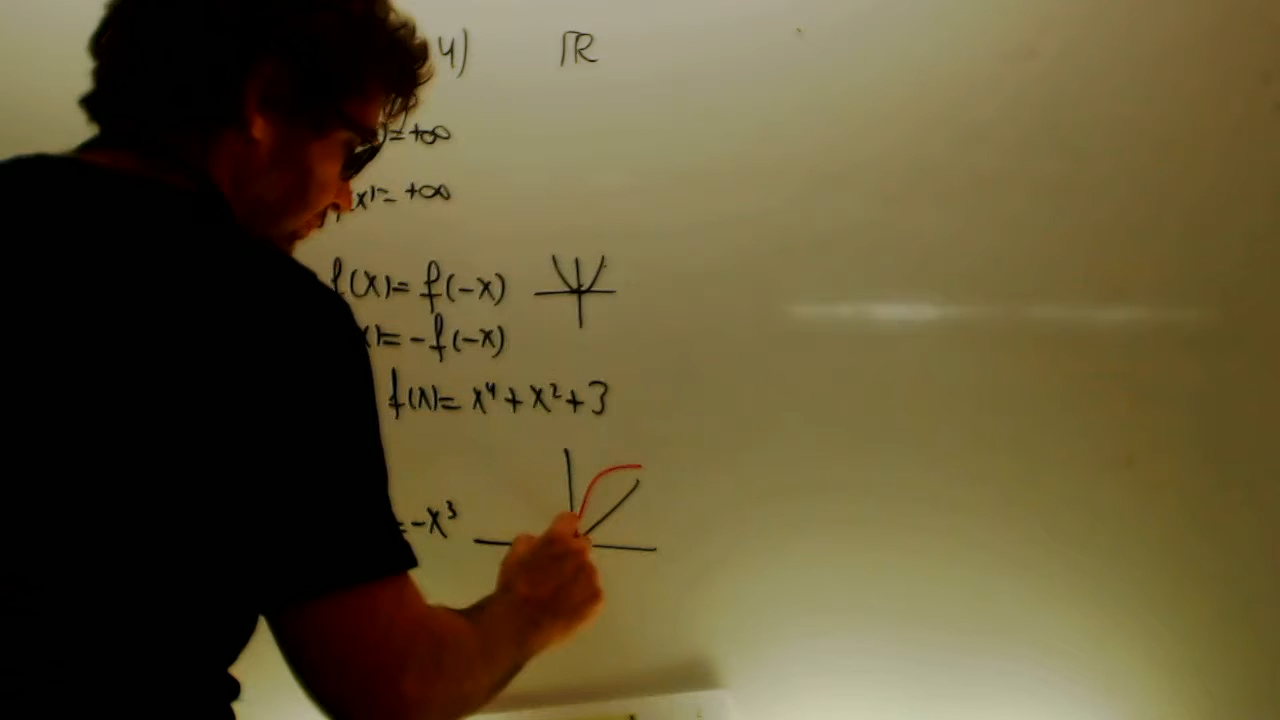 4) ℝ
)=+∞
(x)=+∞
f(x)=f(-x)
x)=-f(-x)
f(x)=x⁴+x²+3
=-x³